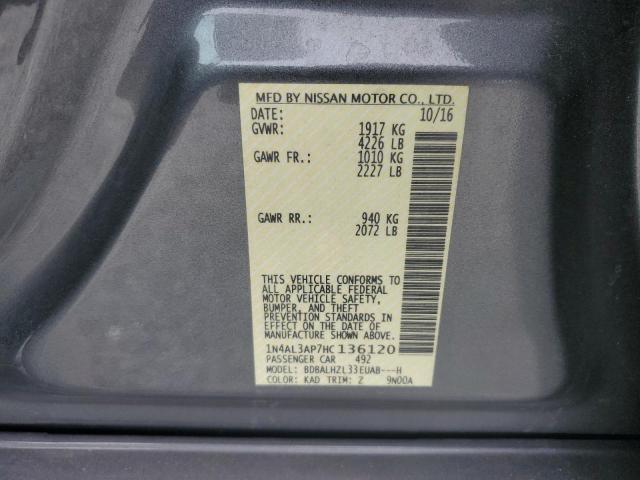 MFD BY NISSAN MOTOR CO., LTD.
DATE: 10/16
GVWR: 1917 KG
4226 LB
GAWR FR.: 1010 KG
2227 LB
GAWR RR.: 940 KG
2072 LB
THIS VEHICLE CONFORMS TO
ALL APPLICABLE FEDERAL
MOTOR VEHICLE SAFETY,
BUMPER, AND THEFT
PREVENTION STANDARDS IN
EFFECT ON THE DATE OF
MANUFACTURE SHOWN ABOVE.
1N4AL3AP7HC136120
PASSENGER CAR 492
MODEL: BDBALHZL33EUAB---H
COLOR: KAD TRIM: Z 9N00A